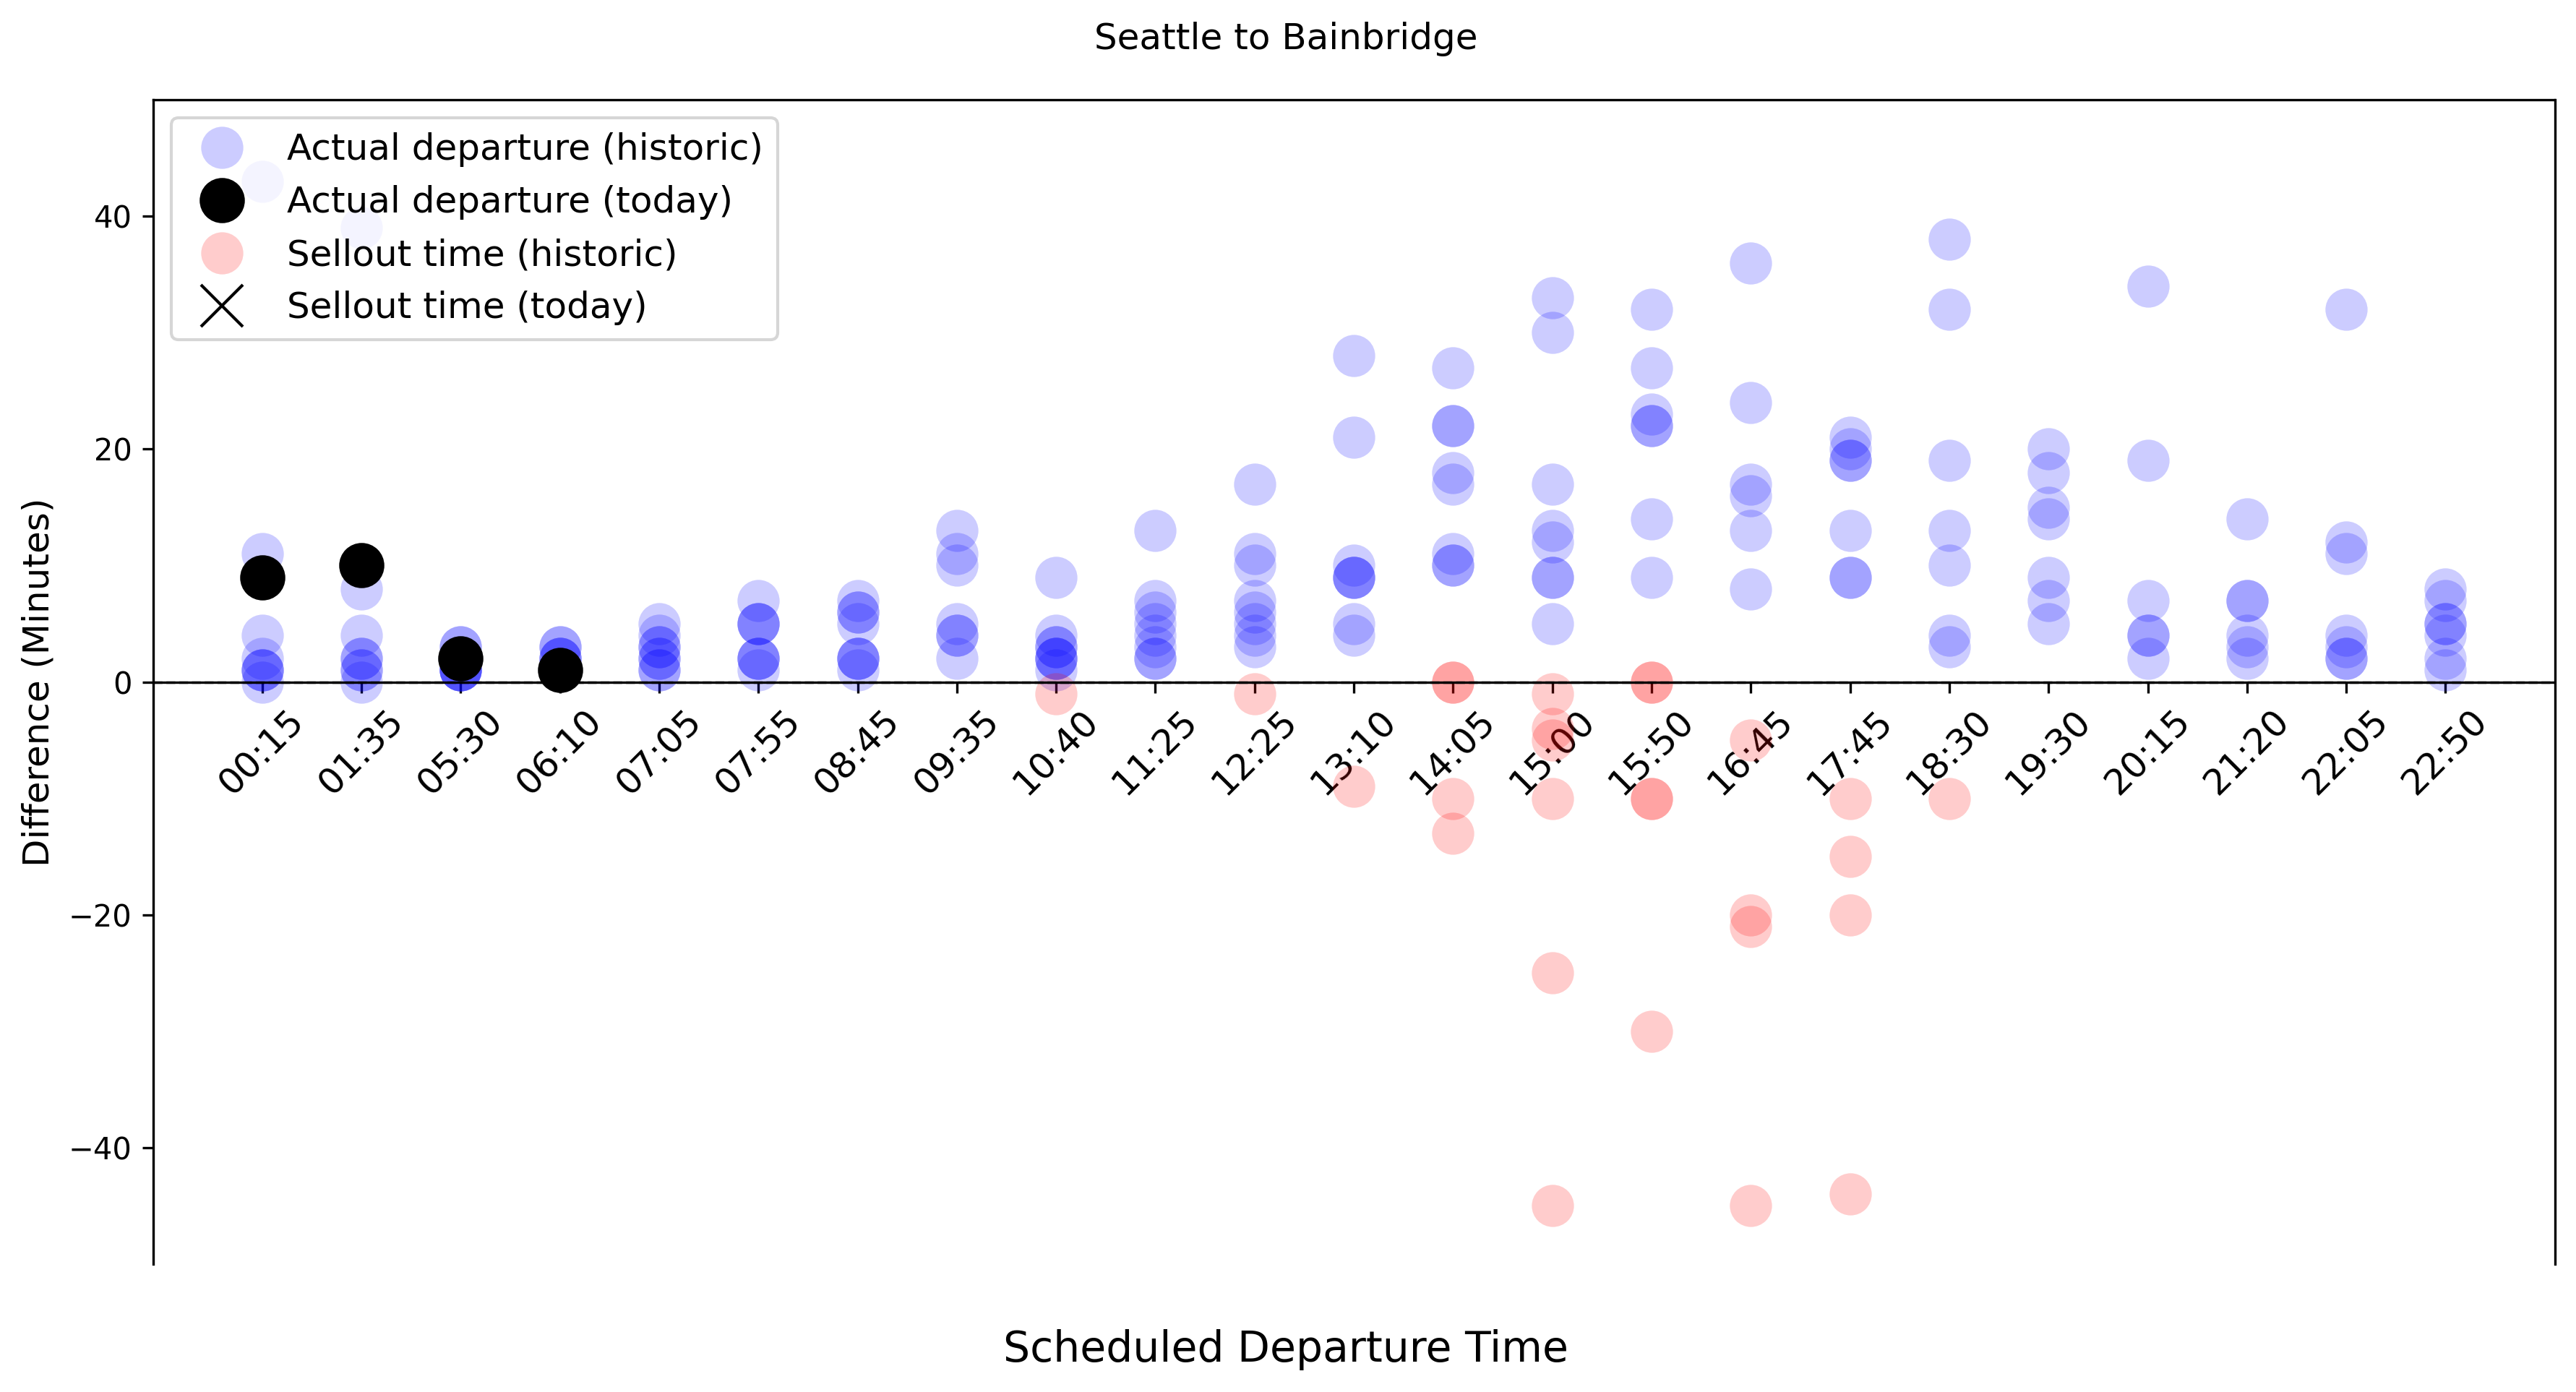 Seattle to Bainbridge
Actual departure (historic)
Actual departure (today)
Sellout time (historic)
Sellout time (today)
Difference (Minutes)
40
20
0
−20
−40
00:15 01:35 05:30 06:10 07:05 07:55 08:45 09:35 10:40 11:25 12:25 13:10 14:05 15:00 15:50 16:45 17:45 18:30 19:30 20:15 21:20 22:05 22:50
Scheduled Departure Time